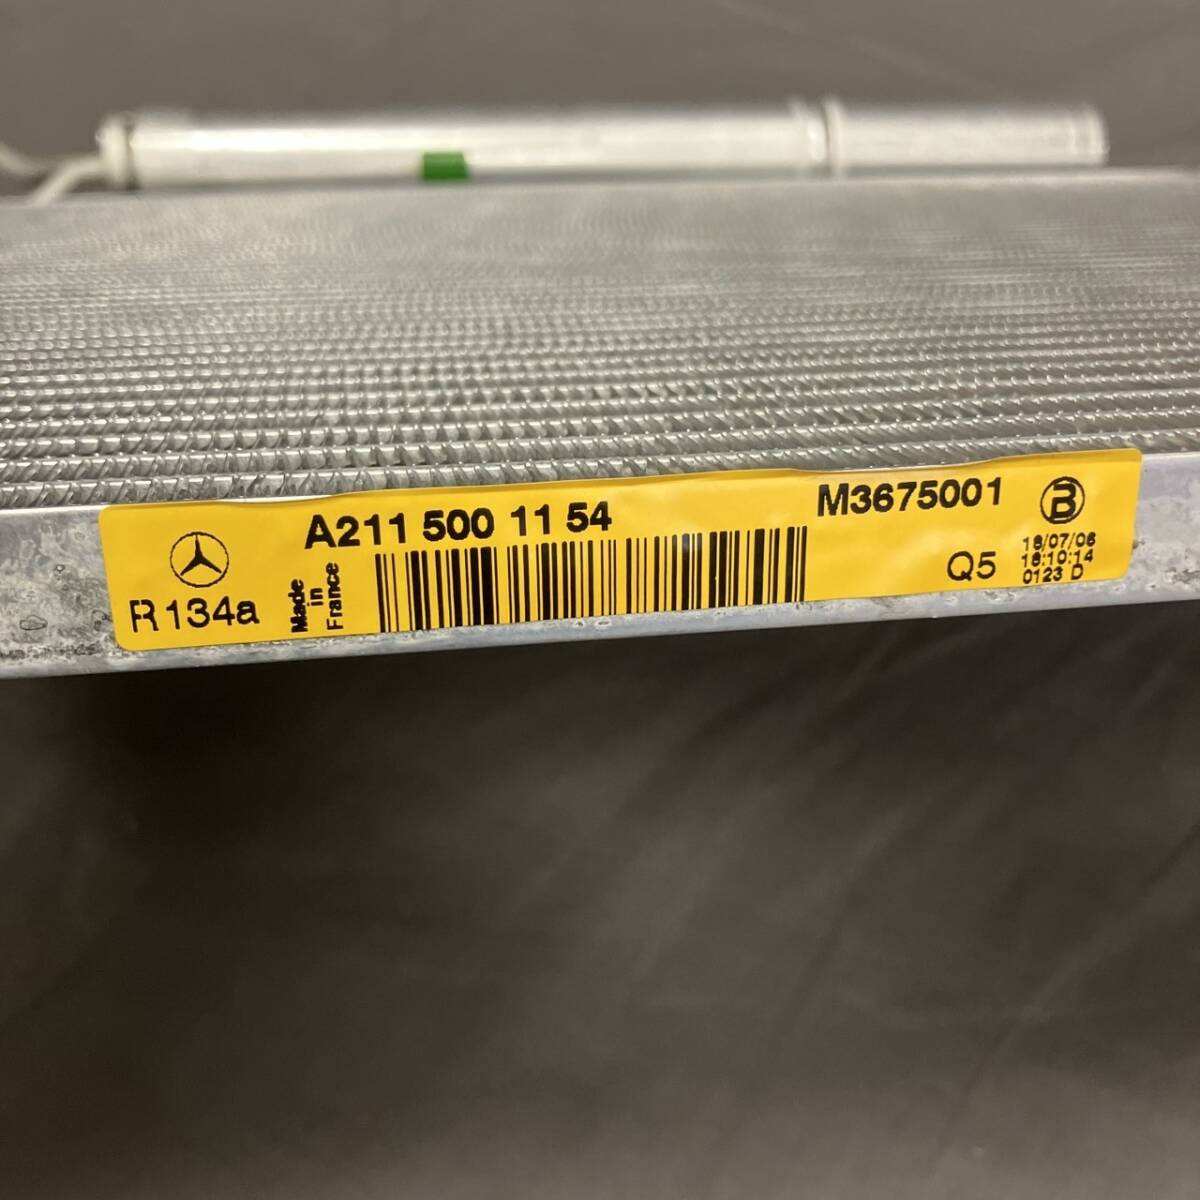 A211 500 11 54
M3675001
B
R134a
Made
in
France
Q5
18/07/06
18:10:14
0123 D